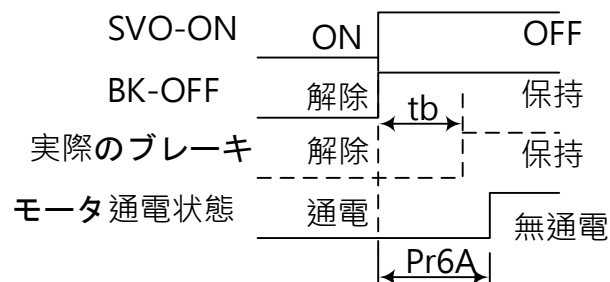 SVO-ON ON OFF
BK-OFF 解除 tb 保持
実際のブレーキ 解除 保持
モータ通電状態 通電 無通電
Pr6A